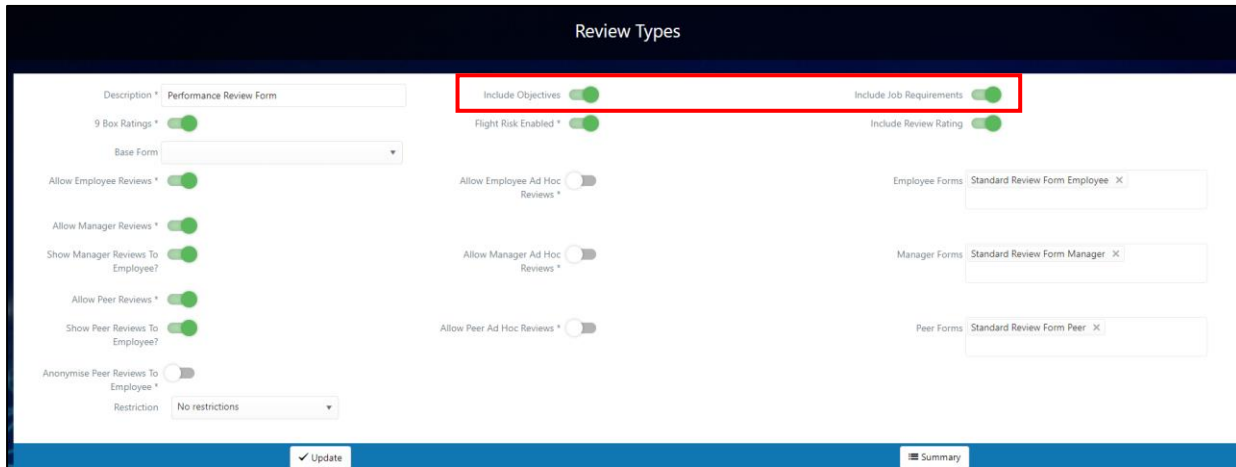 Review Types
Description * Performance Review Form Include Objectives Include Job Requirements
9 Box Ratings * Flight Risk Enabled * Include Review Rating
Base Form
Allow Employee Reviews * Allow Employee Ad Hoc Employee Forms Standard Review Form Employee ×
Reviews *
Allow Manager Reviews *
Show Manager Reviews To Allow Manager Ad Hoc Manager Forms Standard Review Form Manager ×
Employee? Reviews *
Allow Peer Reviews *
Show Peer Reviews To Allow Peer Ad Hoc Reviews * Peer Forms Standard Review Form Peer ×
Employee?
Anonymise Peer Reviews To
Employee *
Restriction No restrictions
Update Summary